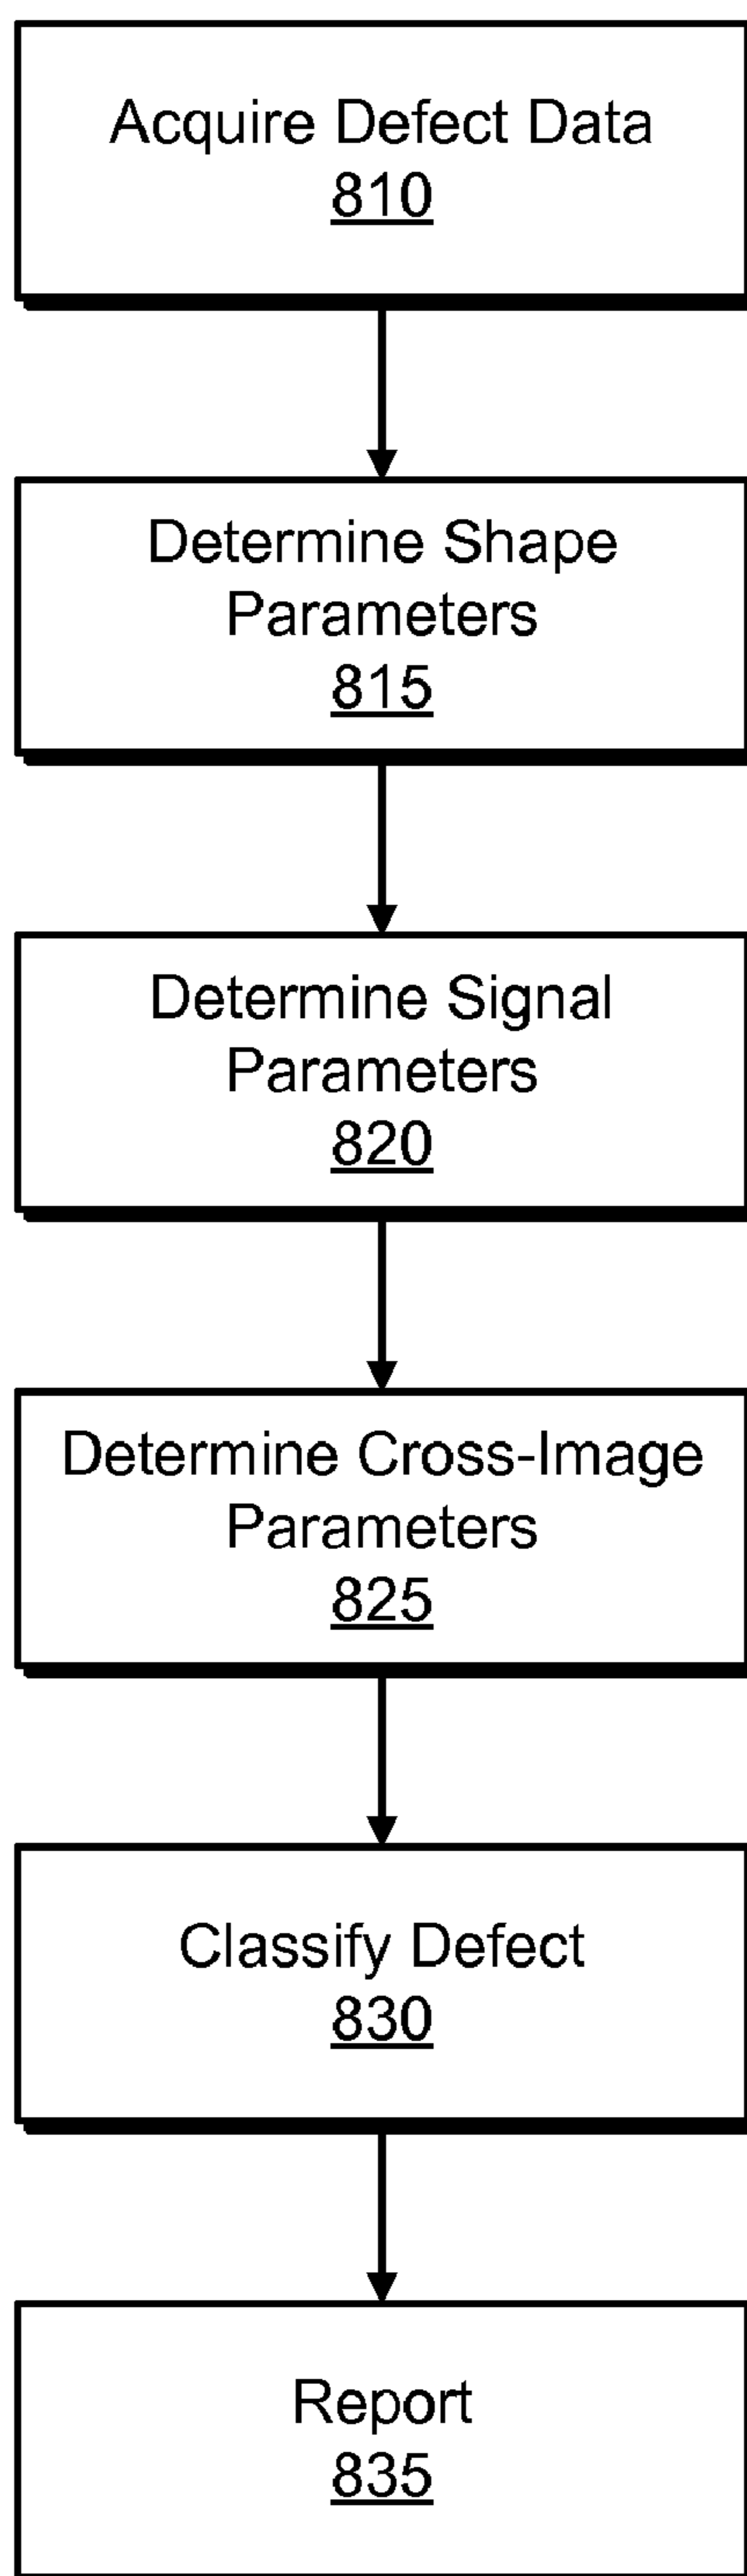 Acquire Defect Data
810
Determine Shape
Parameters
815
Determine Signal
Parameters
820
Determine Cross-Image
Parameters
825
Classify Defect
830
Report
835